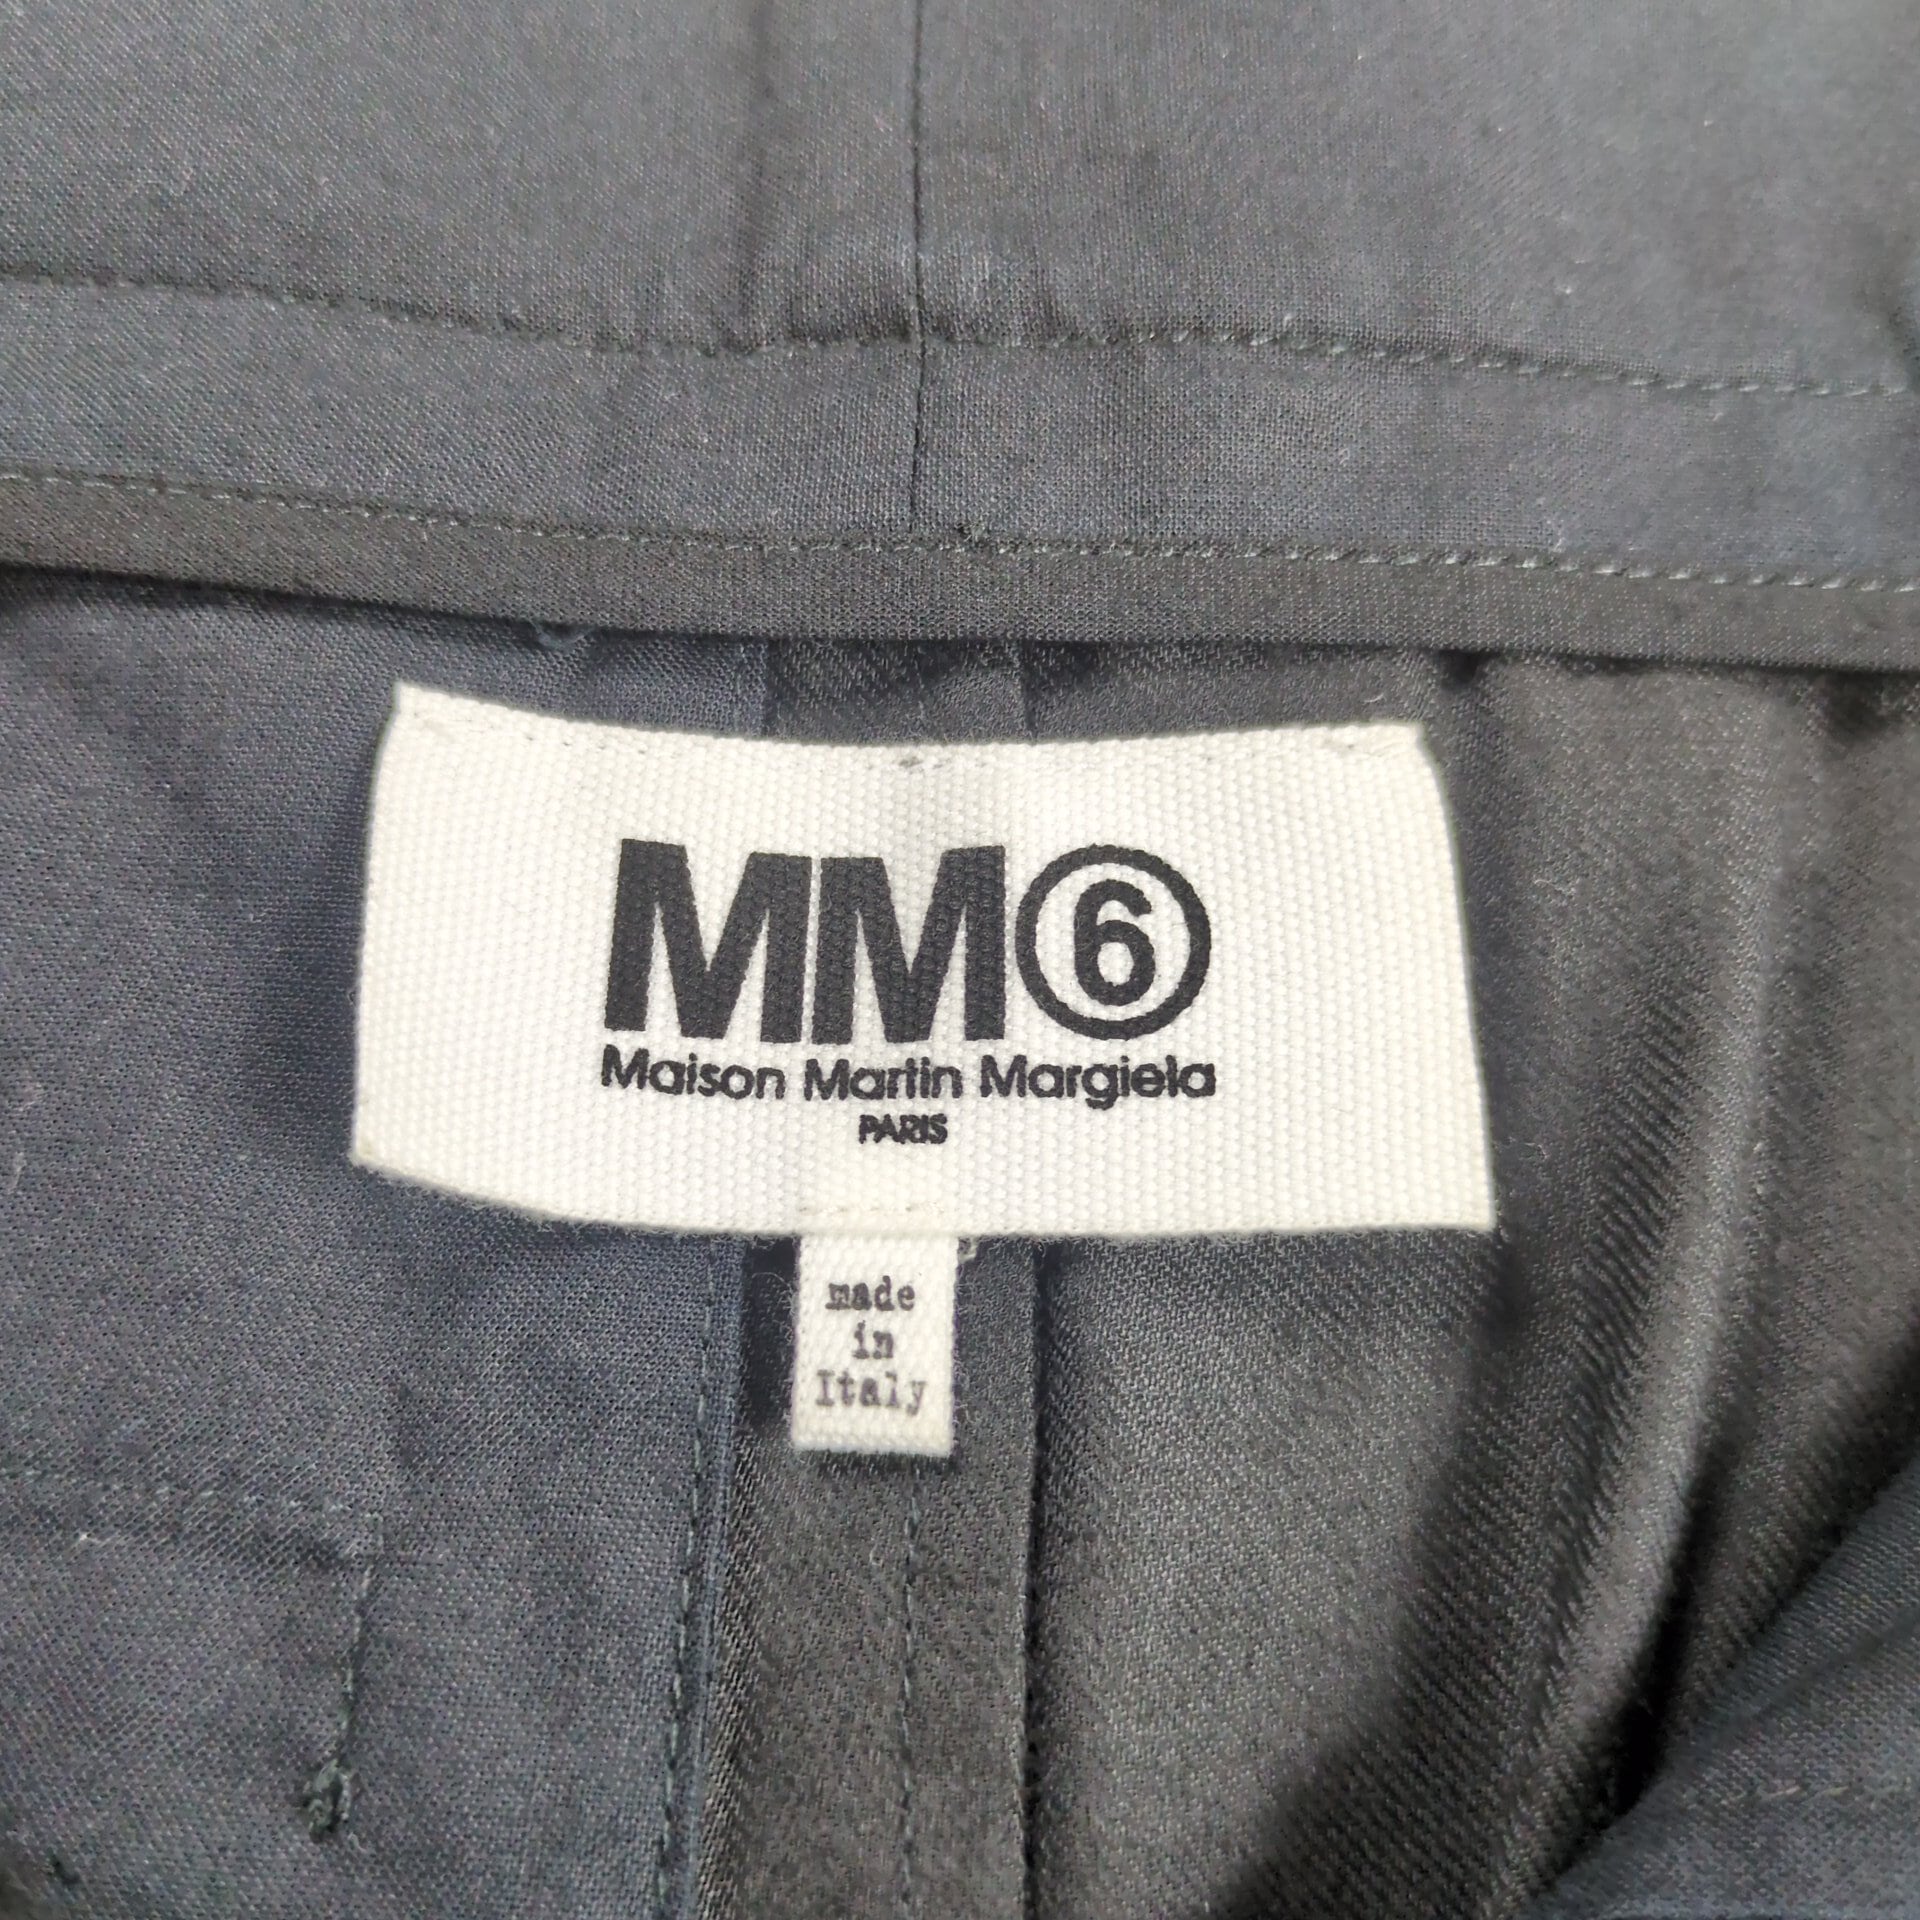 MM⑥
Maison Martin Margiela
PARIS
made
in
Italy